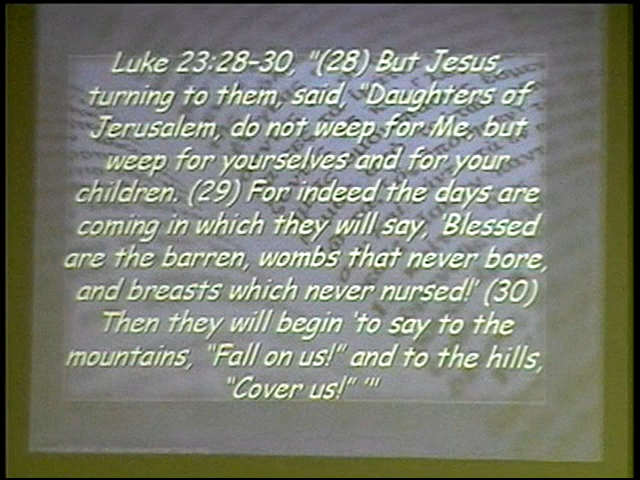 Luke 23:28-30, "(28) But Jesus,
turning to them, said, "Daughters of
Jerusalem, do not weep for Me, but
weep for yourselves and for your
children. (29) For indeed the days are
coming in which they will say, 'Blessed
are the barren, wombs that never bore,
and breasts which never nursed!' (30)
Then they will begin 'to say to the
mountains, "Fall on us!" and to the hills,
"Cover us!" '"